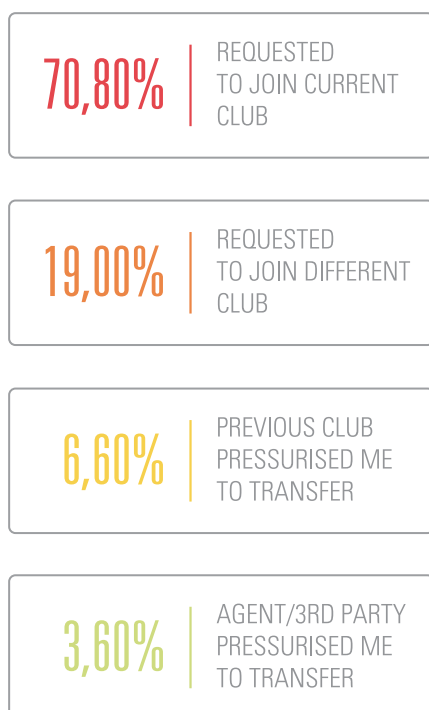 70,80%
REQUESTED
TO JOIN CURRENT
CLUB
19,00%
REQUESTED
TO JOIN DIFFERENT
CLUB
6,60%
PREVIOUS CLUB
PRESSURISED ME
TO TRANSFER
3,60%
AGENT/3RD PARTY
PRESSURISED ME
TO TRANSFER